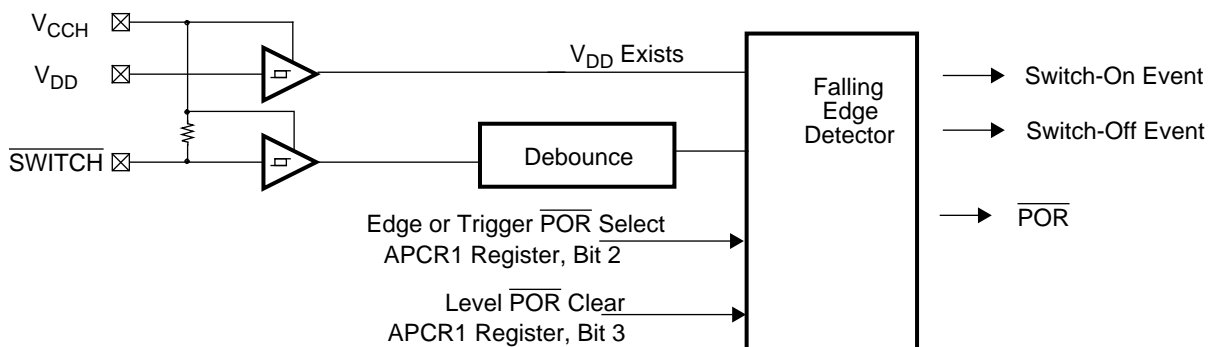 VCCH
VDD
SWITCH
VDD Exists
Debounce
Edge or Trigger POR Select
APCR1 Register, Bit 2
Level POR Clear
APCR1 Register, Bit 3
Falling
Edge
Detector
Switch-On Event
Switch-Off Event
POR